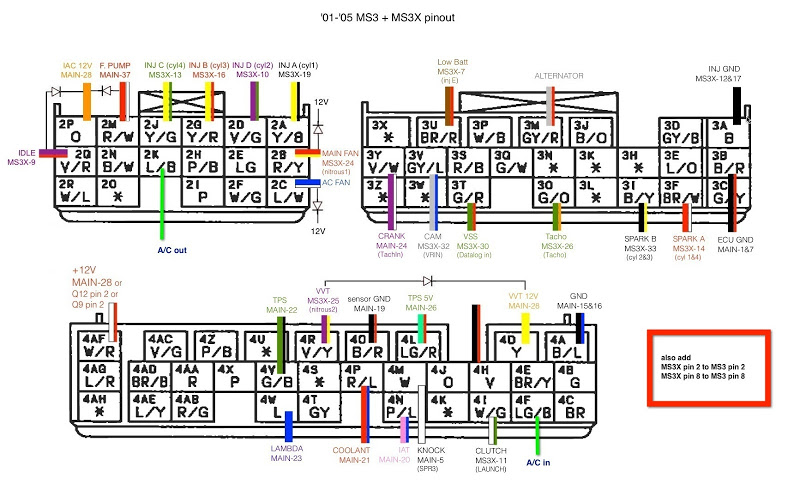 '01-'05 MS3 + MS3X pinout
IAC 12V
MAIN-28
F. PUMP
MAIN-37
INJ C (cyl4)
MS3X-13
INJ B (cyl3)
MS3X-16
INJ D (cyl2)
MS3X-10
INJ A (cyl1)
MS3X-19
12V
2P
O
2M
R/W
2J
Y/G
2G
Y/R
2D
V/G
2A
Y/B
IDLE
MS3X-9
2Q
V/R
2N
B/W
2K
L/B
2H
P/B
2E
LG
2B
R/Y
MAIN FAN
MS3X-24
(nitrous1)
AC FAN
2R
W/L
2O
*
2I
P
2F
W/G
2C
L/W
12V
A/C out
Low Batt
MS3X-7
(inj E)
ALTERNATOR
INJ GND
MS3X-12&17
3X
*
3U
BR/R
3P
W/B
3M
GY/R
3J
B/O
3D
GY/B
3A
B
3Y
V/W
3V
GY/L
3S
R/B
3Q
G/Y
3N
*
3K
*
3H
*
3E
L/O
3B
B/R
3Z
*
3W
*
3T
G/R
3O
G/O
3L
*
3I
B/Y
3F
BR/W
3C
G/Y
CRANK
MAIN-24
(TachIn)
CAM
MS3X-32
(VRIN)
VSS
MS3X-30
(Datalog in)
Tacho
MS3X-26
(Tacho)
SPARK B
MS3X-33
(cyl 2&3)
SPARK A
MS3X-14
(cyl 1&4)
ECU GND
MAIN-1&7
+12V
MAIN-28 or
Q12 pin 2 or
Q9 pin 2
TPS
MAIN-22
VVT
MS3X-25
(nitrous2)
sensor GND
MAIN-19
TPS 5V
MAIN-26
VVT 12V
MAIN-28
GND
MAIN-15&16
4AF
W/R
4AC
V/G
4Z
P/B
4U
*
4R
V/Y
4O
B/R
4L
LG/R
4D
Y
4A
B/L
4AG
L/R
4AD
BR/B
4AA
R
4X
P
4V
G/B
4S
*
4P
R/L
4M
W
4J
O
4H
V
4E
BR/Y
4B
G
4AH
*
4AE
L/Y
4AB
R/G
4W
L
4T
GY
4N
P/L
4K
*
4I
W/G
4F
LG/B
4C
BR
LAMBDA
MAIN-23
COOLANT
MAIN-21
IAT
MAIN-20
KNOCK
MAIN-5
(SPR3)
CLUTCH
MS3X-11
(LAUNCH)
A/C in
also add
MS3X pin 2 to MS3 pin 2
MS3X pin 8 to MS3 pin 8